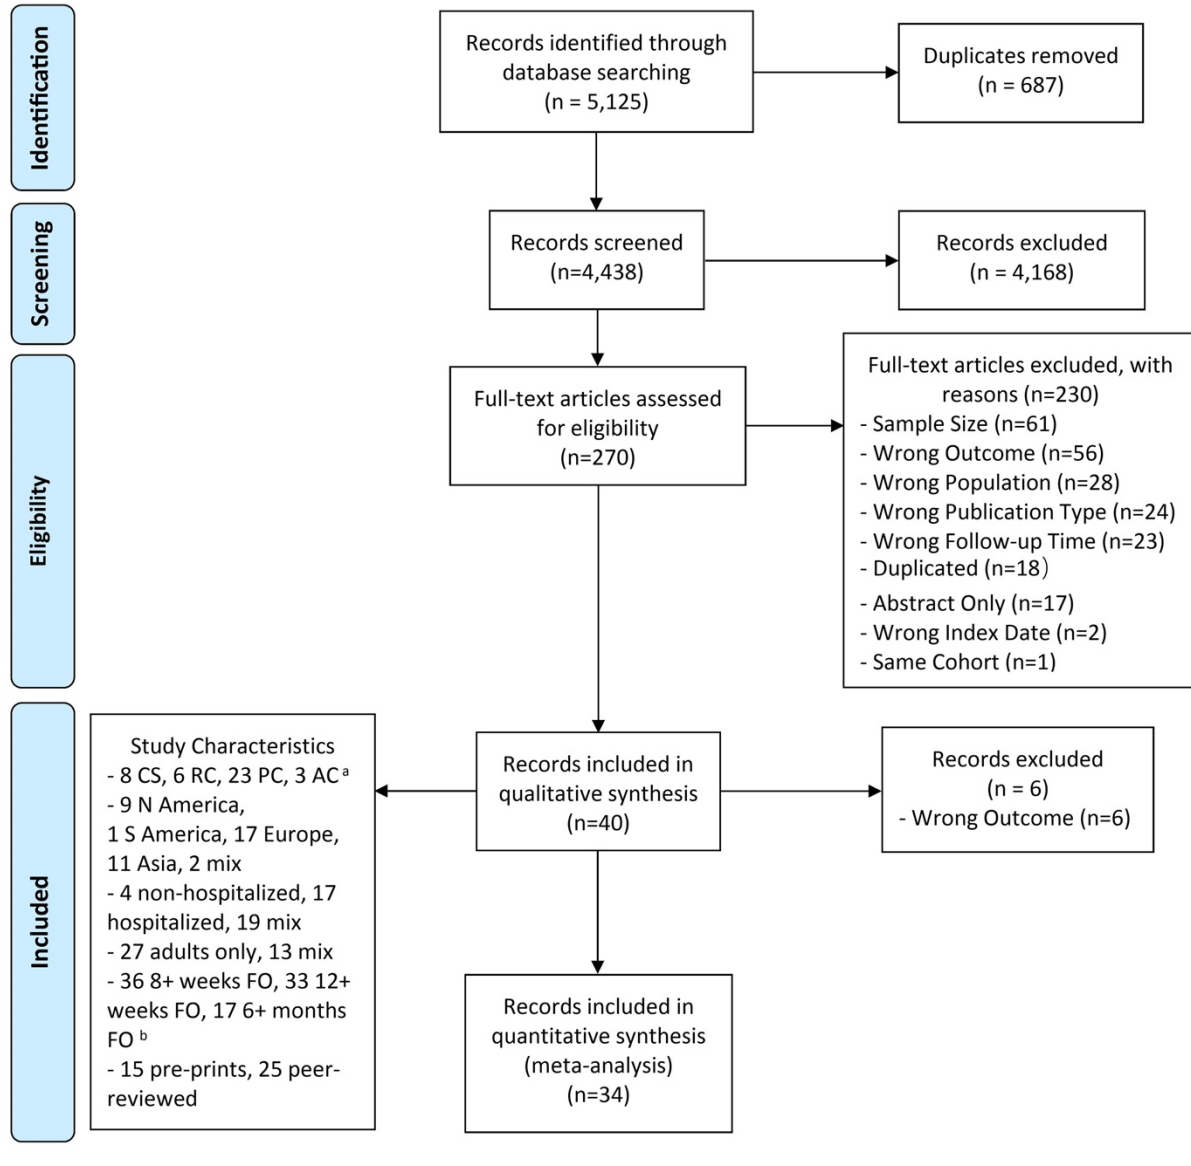 Identification
Records identified through
database searching
(n = 5,125)
Duplicates removed
(n = 687)
Screening
Records screened
(n=4,438)
Records excluded
(n = 4,168)
Eligibility
Full-text articles assessed
for eligibility
(n=270)
Full-text articles excluded, with
reasons (n=230)
- Sample Size (n=61)
- Wrong Outcome (n=56)
- Wrong Population (n=28)
- Wrong Publication Type (n=24)
- Wrong Follow-up Time (n=23)
- Duplicated (n=18)
- Abstract Only (n=17)
- Wrong Index Date (n=2)
- Same Cohort (n=1)
Included
Study Characteristics
- 8 CS, 6 RC, 23 PC, 3 AC a
- 9 N America,
1 S America, 17 Europe,
11 Asia, 2 mix
- 4 non-hospitalized, 17
hospitalized, 19 mix
- 27 adults only, 13 mix
- 36 8+ weeks FO, 33 12+
weeks FO, 17 6+ months
FO b
- 15 pre-prints, 25 peer-
reviewed
Records included in
qualitative synthesis
(n=40)
Records excluded
(n = 6)
- Wrong Outcome (n=6)
Records included in
quantitative synthesis
(meta-analysis)
(n=34)